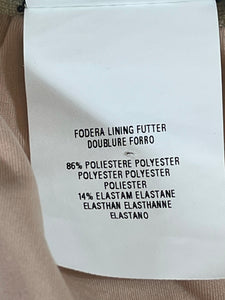 FODERA LINING FUTTER
DOUBLURE FORRO
86% POLIESTERE POLYESTER
POLYESTER POLYESTER
POLIESTER
14% ELASTAM ELASTANE
ELASTHAN ELASTHANNE
ELASTANO